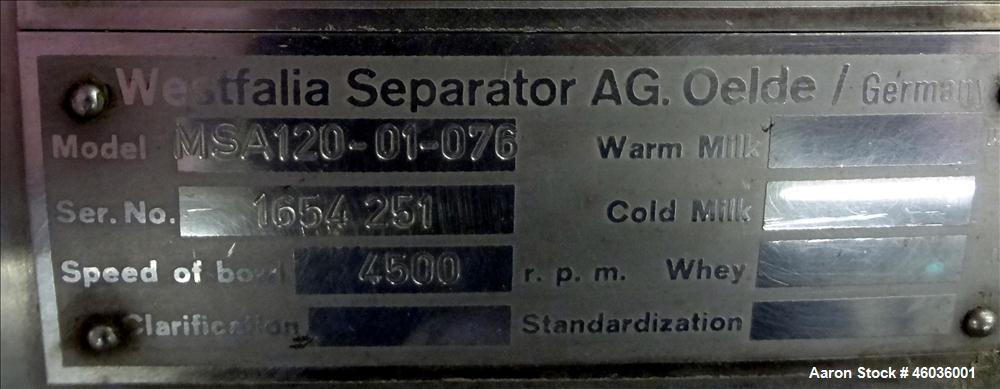 Westfalia Separator AG. Oelde / Germany
Model MSA120-01-076 Warm Milk
Ser. No. 1654 251 Cold Milk
Speed of bowl 4500 r. p. m. Whey
Clarification Standardization
Aaron Stock # 46036001